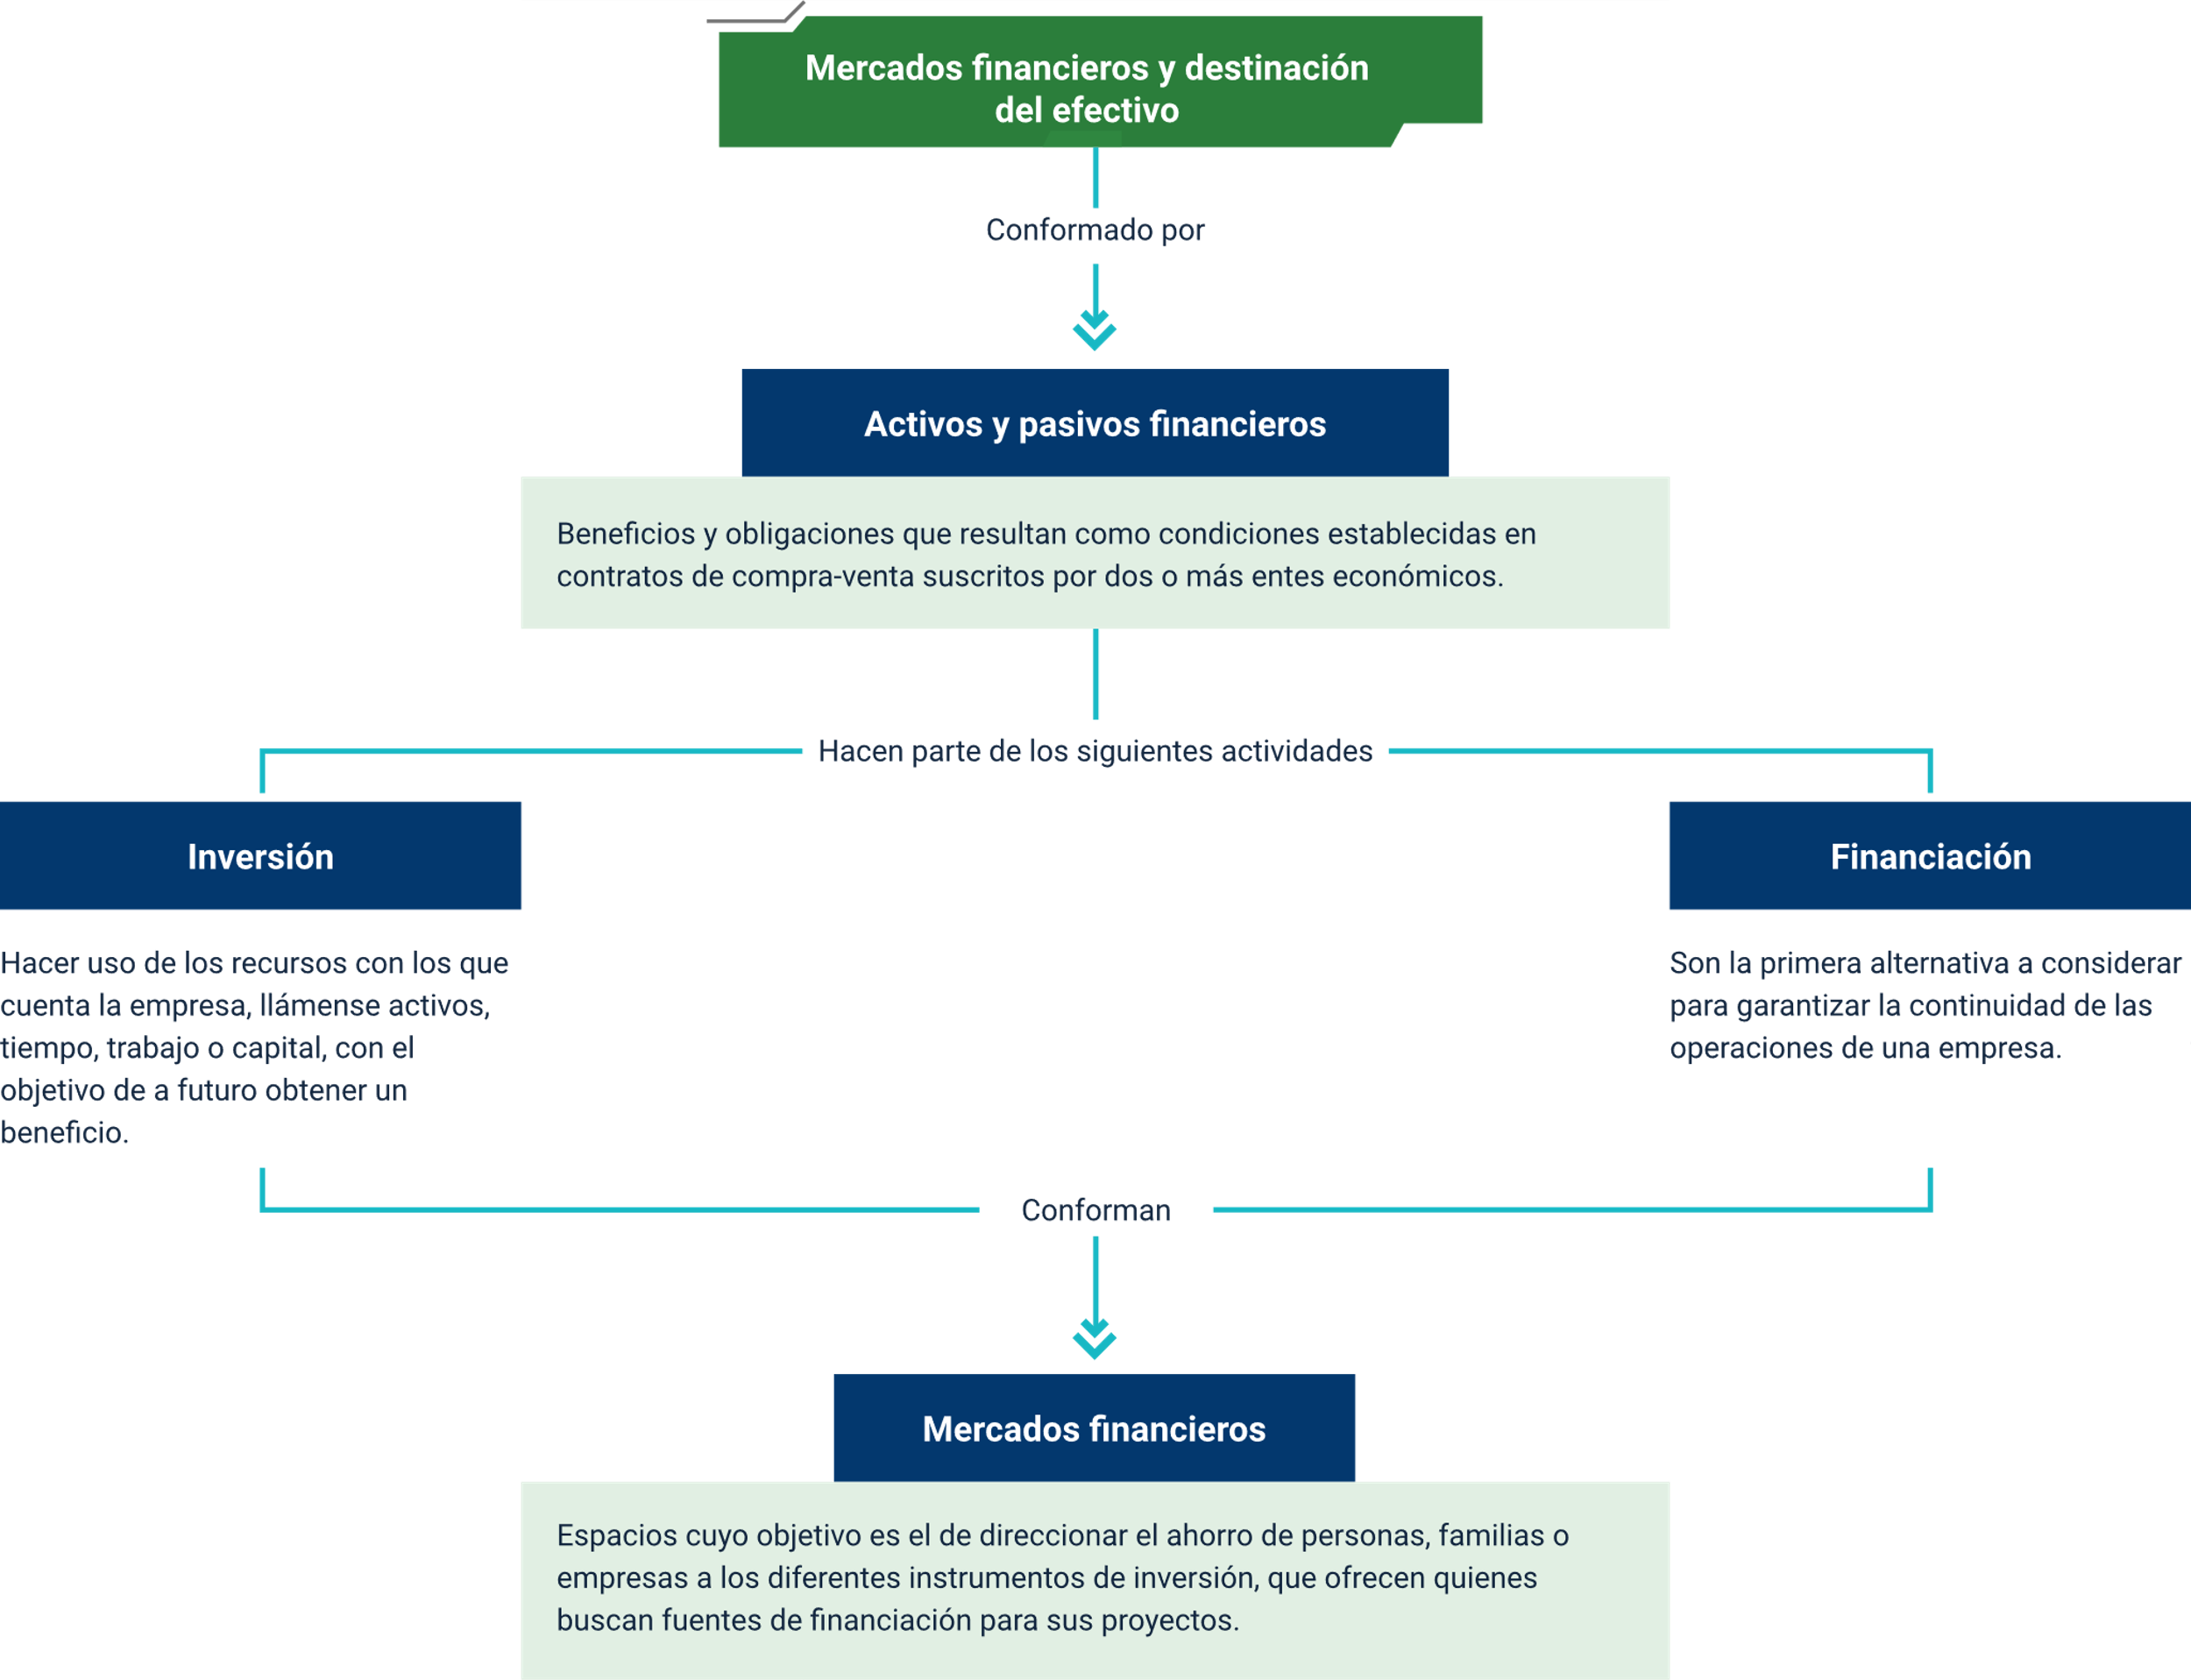 Mercados financieros y destinación
del efectivo
Conformado por
Activos y pasivos financieros
Beneficios y obligaciones que resultan como condiciones establecidas en
contratos de compra-venta suscritos por dos o más entes económicos.
Hacen parte de los siguientes actividades
Inversión
Hacer uso de los recursos con los que
cuenta la empresa, llámense activos,
tiempo, trabajo o capital, con el
objetivo de a futuro obtener un
beneficio.
Financiación
Son la primera alternativa a considerar
para garantizar la continuidad de las
operaciones de una empresa.
Conforman
Mercados financieros
Espacios cuyo objetivo es el de direccionar el ahorro de personas, familias o
empresas a los diferentes instrumentos de inversión, que ofrecen quienes
buscan fuentes de financiación para sus proyectos.